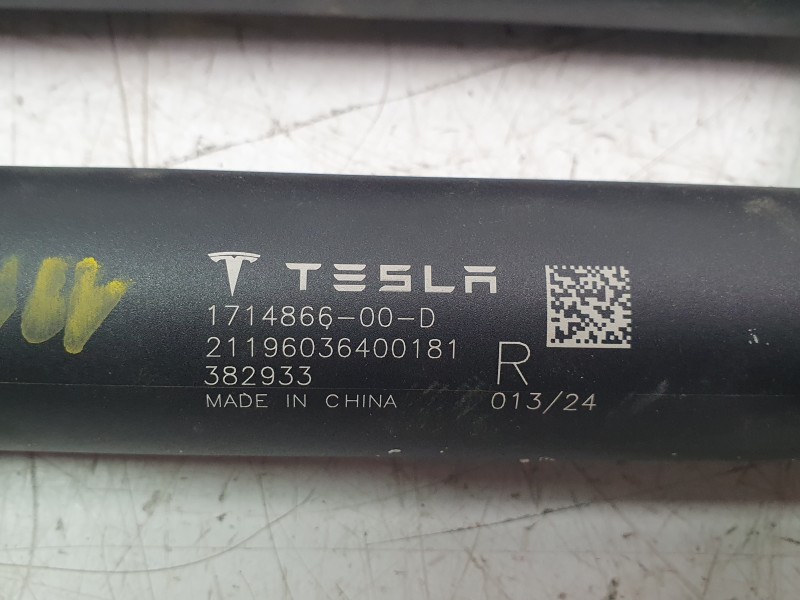 TESLA
1714866-00-D
21196036400181
382933 R
MADE IN CHINA 013/24